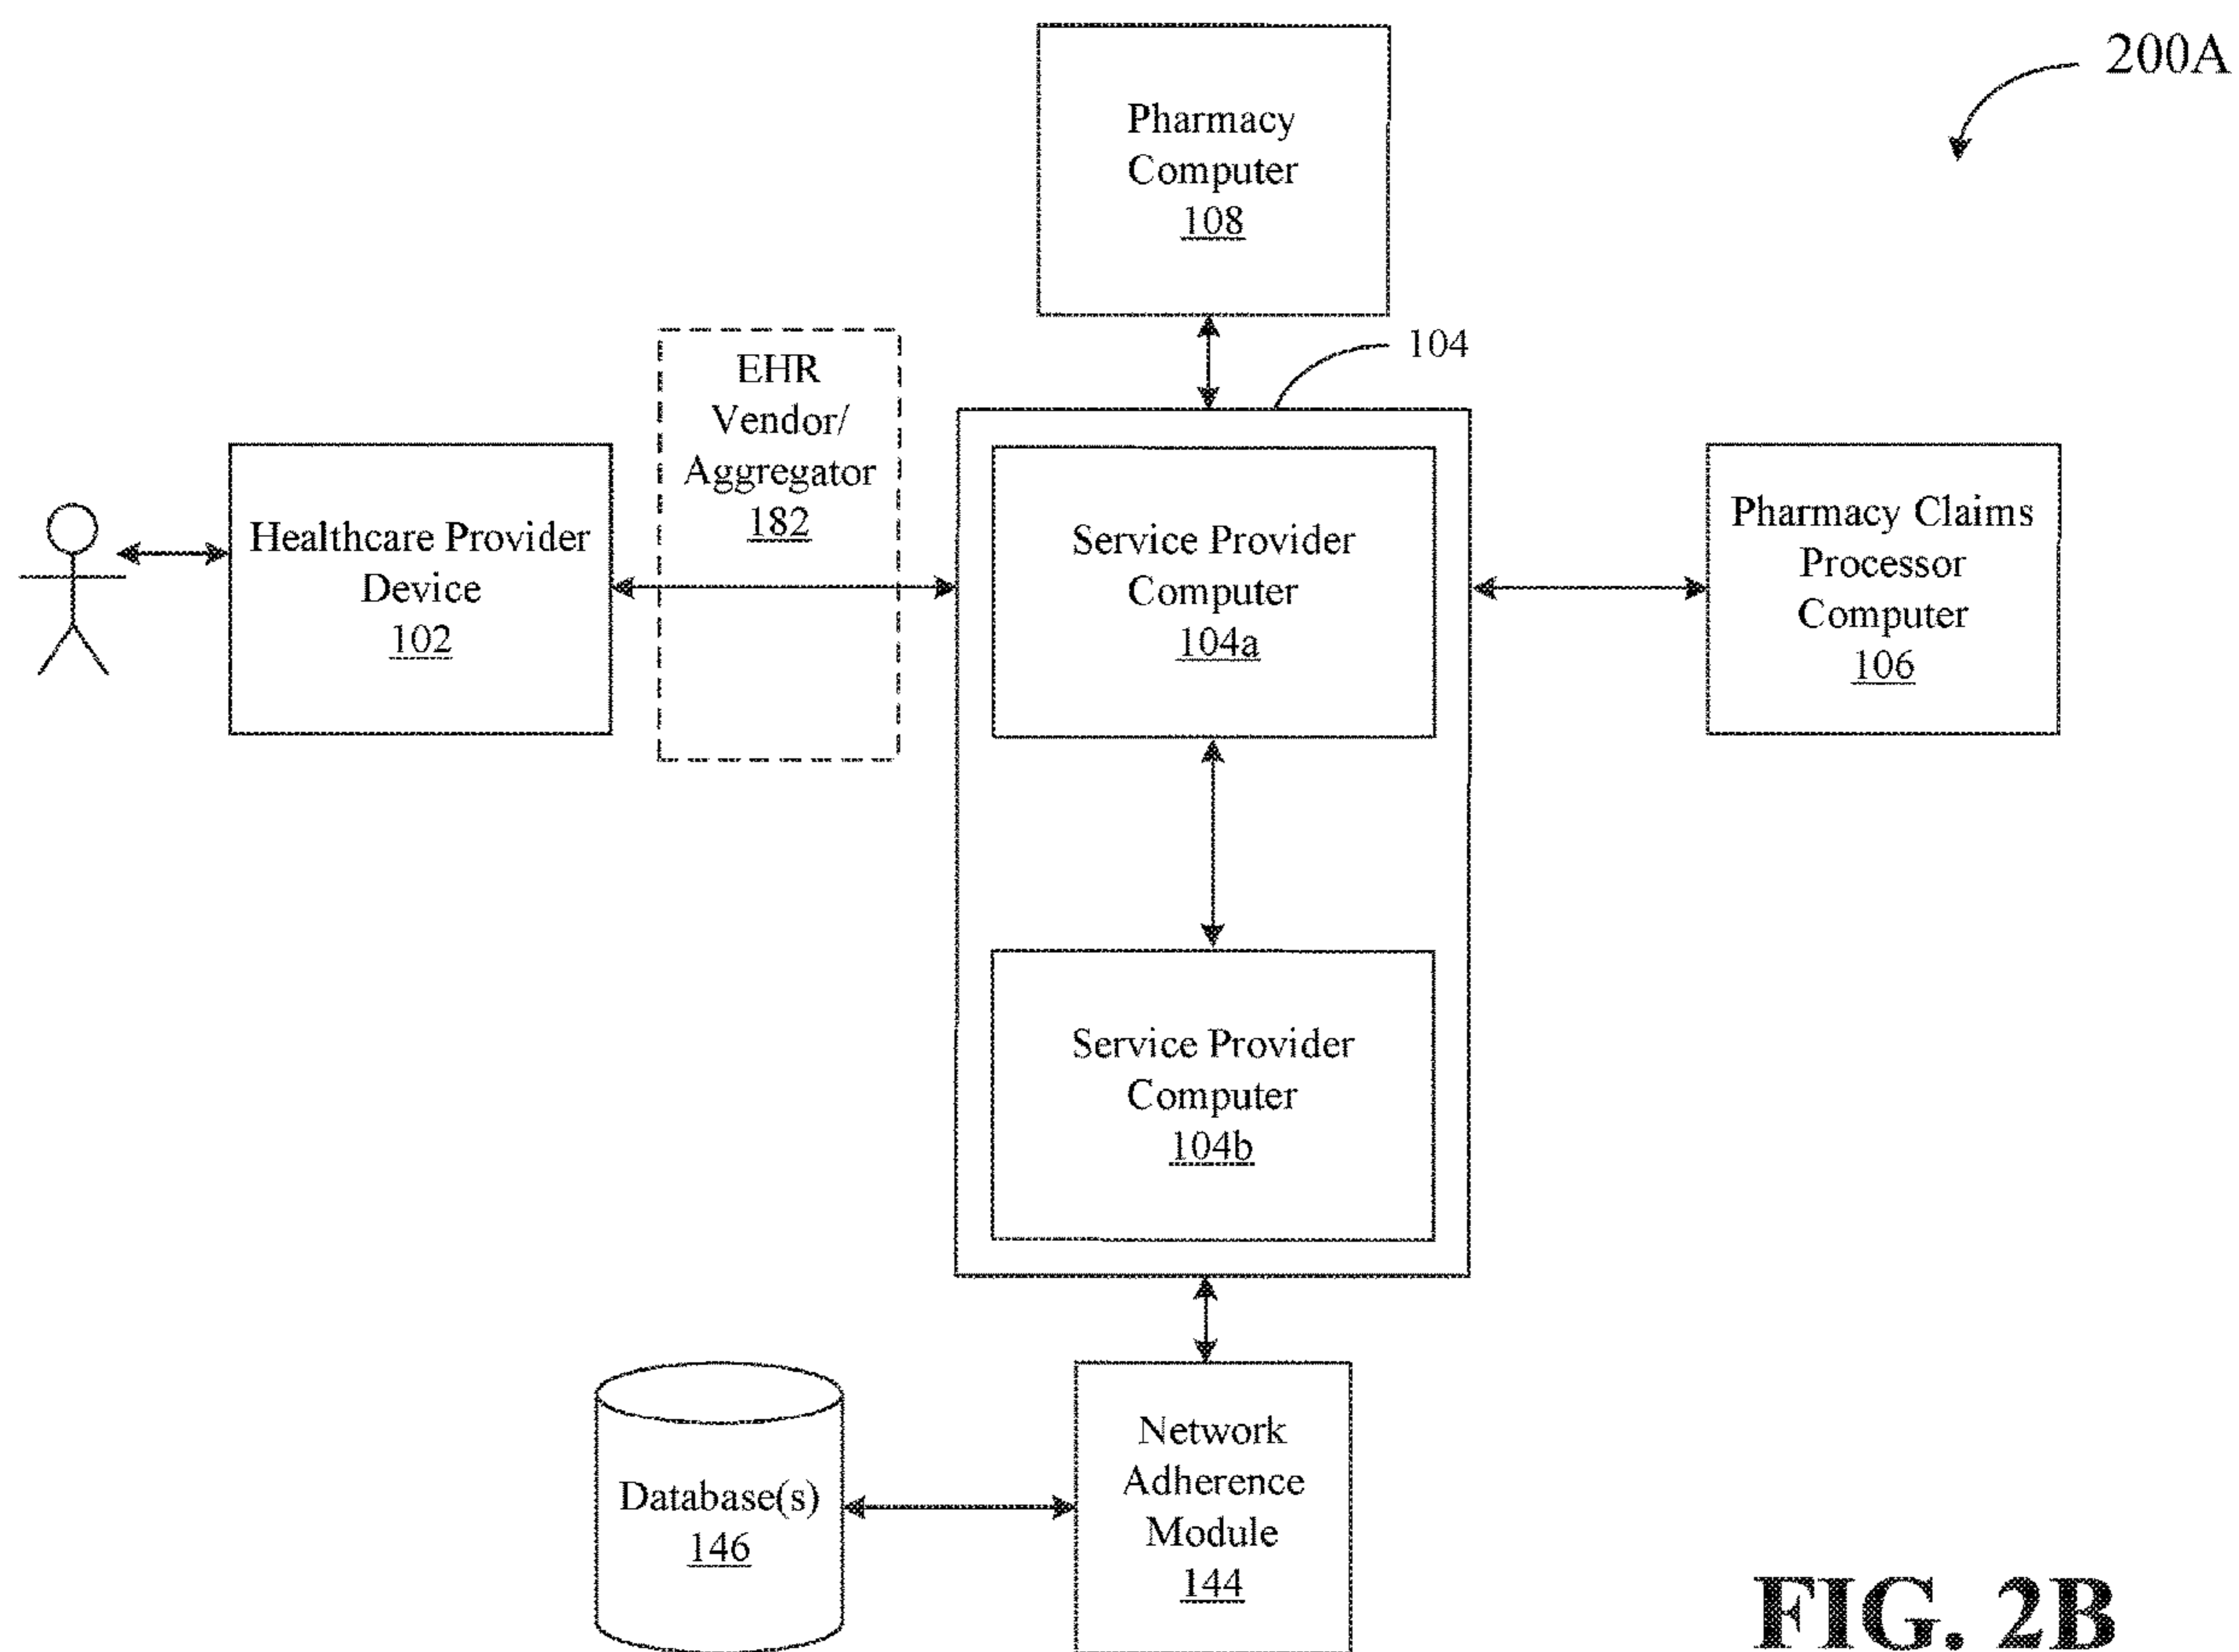 200A
Pharmacy
Computer
108
104
EHR
Vendor/
Aggregator
182
Healthcare Provider
Device
102
Service Provider
Computer
104a
Pharmacy Claims
Processor
Computer
106
Service Provider
Computer
104b
Database(s)
146
Network
Adherence
Module
144
FIG. 2B